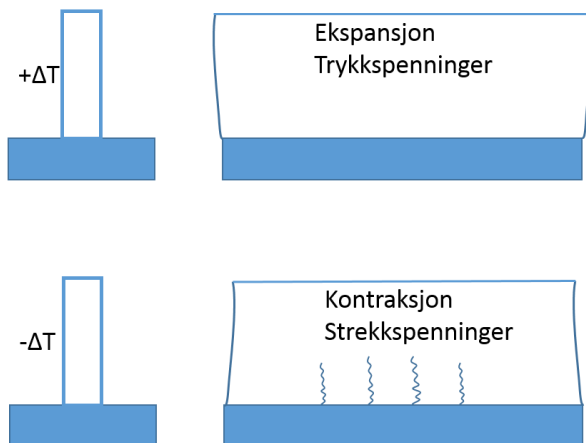 +ΔT
Ekspansjon
Trykkspenninger
-ΔT
Kontraksjon
Strekkspenninger